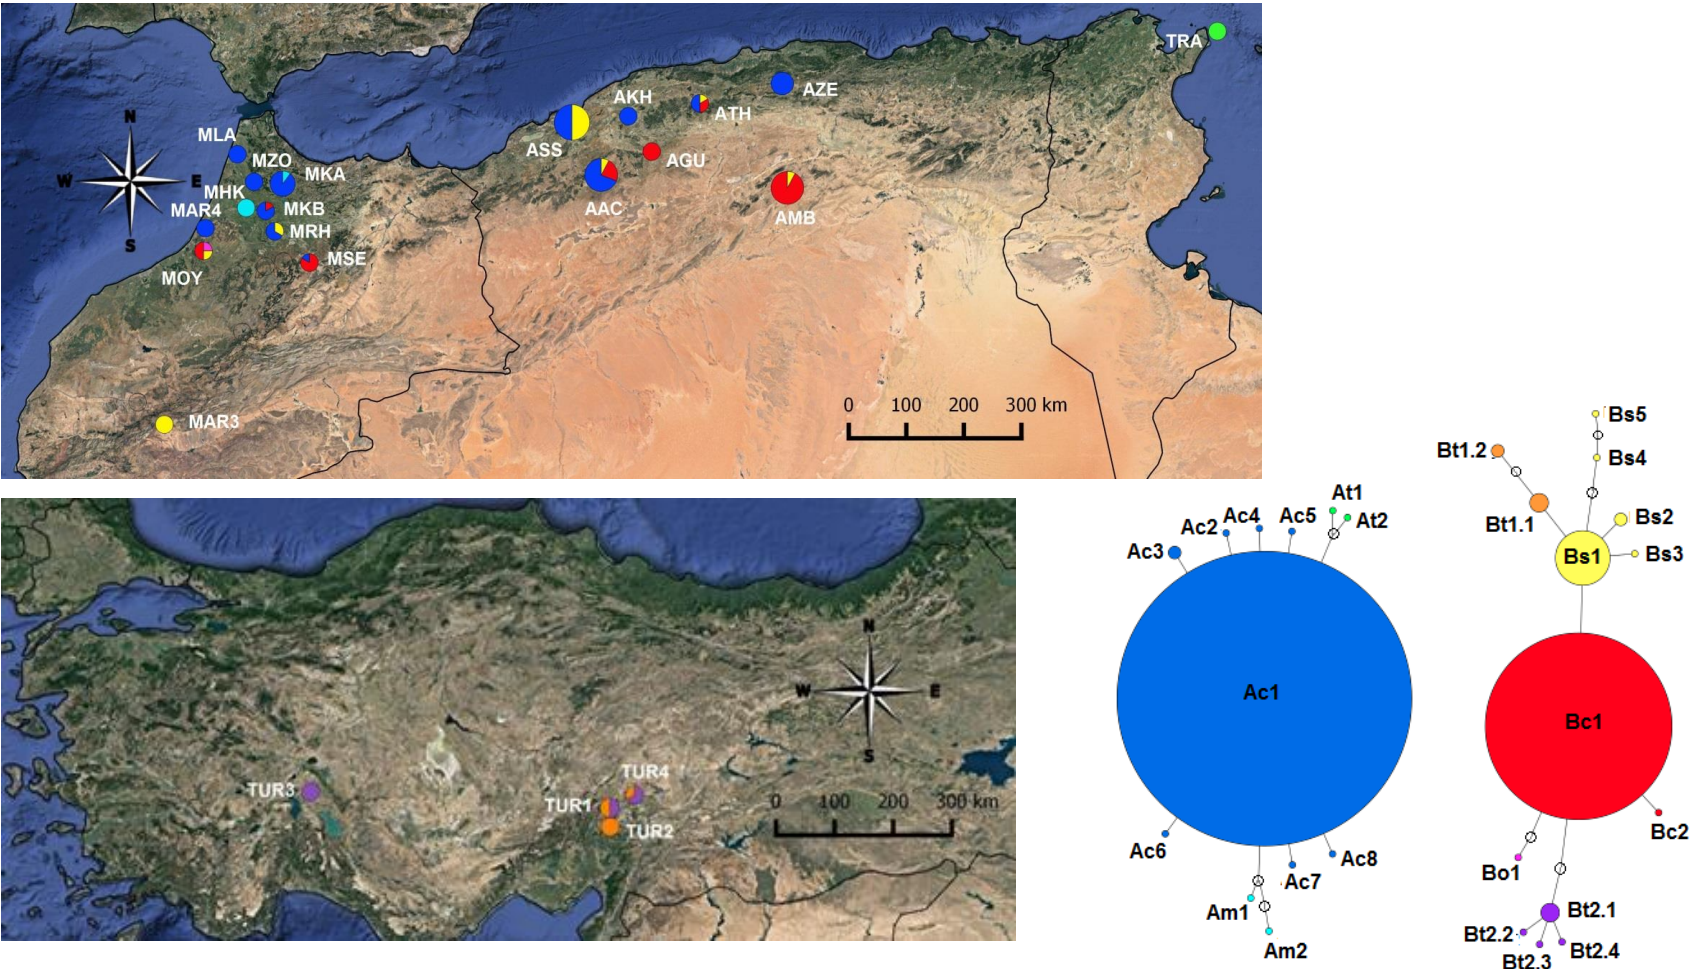 TRA
AZE
AKH
ATH
ASS
AGU
AAC
AMB
N
W
E
S
MLA
MZO
MKA
MHK
MAR4
MKB
MRH
MSE
MOY
MAR3
0 100 200 300 km
N
W
E
S
TUR3
TUR4
TUR1
TUR2
0 100 200 300 km
At1
At2
Ac5
Ac4
Ac2
Ac3
Ac1
Ac6
Ac8
Ac7
Am1
Am2
Bs5
Bs4
Bt1.2
Bt1.1
Bs2
Bs3
Bs1
Bc1
Bc2
Bo1
Bt2.1
Bt2.2
Bt2.3
Bt2.4